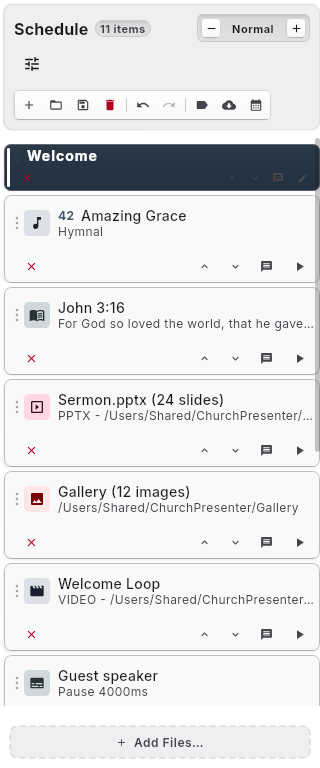 Schedule 11 items
Normal
Welcome
42 Amazing Grace
Hymnal
John 3:16
For God so loved the world, that he gave...
Sermon.pptx (24 slides)
PPTX - /Users/Shared/ChurchPresenter/...
Gallery (12 images)
/Users/Shared/ChurchPresenter/Gallery
Welcome Loop
VIDEO - /Users/Shared/ChurchPresenter...
Guest speaker
Pause 4000ms
+ Add Files...